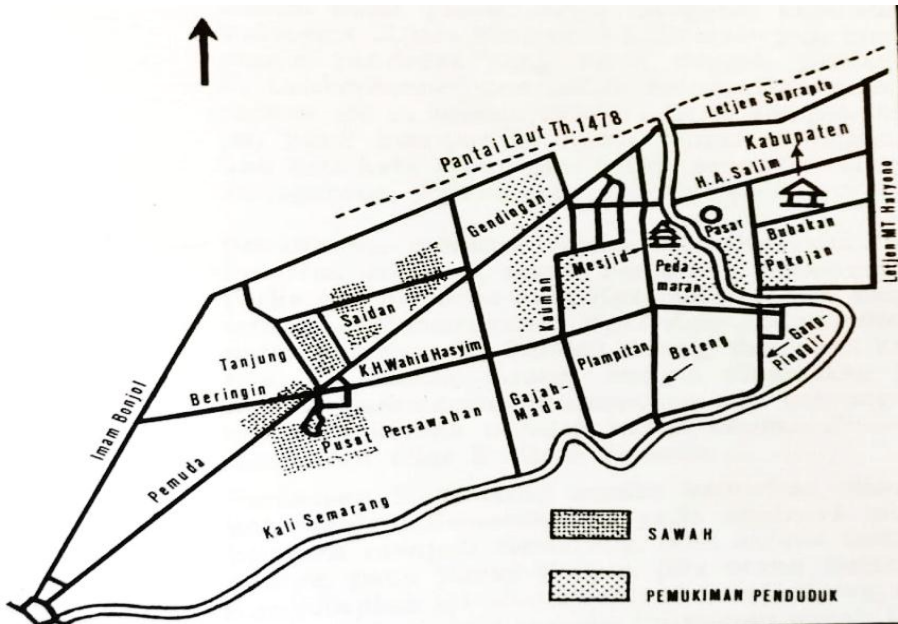 Letjen Suprapto
Pantai Laut Th.1478
Kabupaten
H.A. Salim
Letjen MT Haryono
Gendingan
Pasar
Bubakan
Pekojan
Mesjid
Peda-
maran
Kauman
Saidan
Tanjung
K.H.Wahid Hasyim
Plampitan
Beteng
Gang-
Pinggir
Beringin
Gajah-
Mada
Imam Bonjol
Pusat Persawahan
Pemuda
Kali Semarang
SAWAH
PEMUKIMAN PENDUDUK